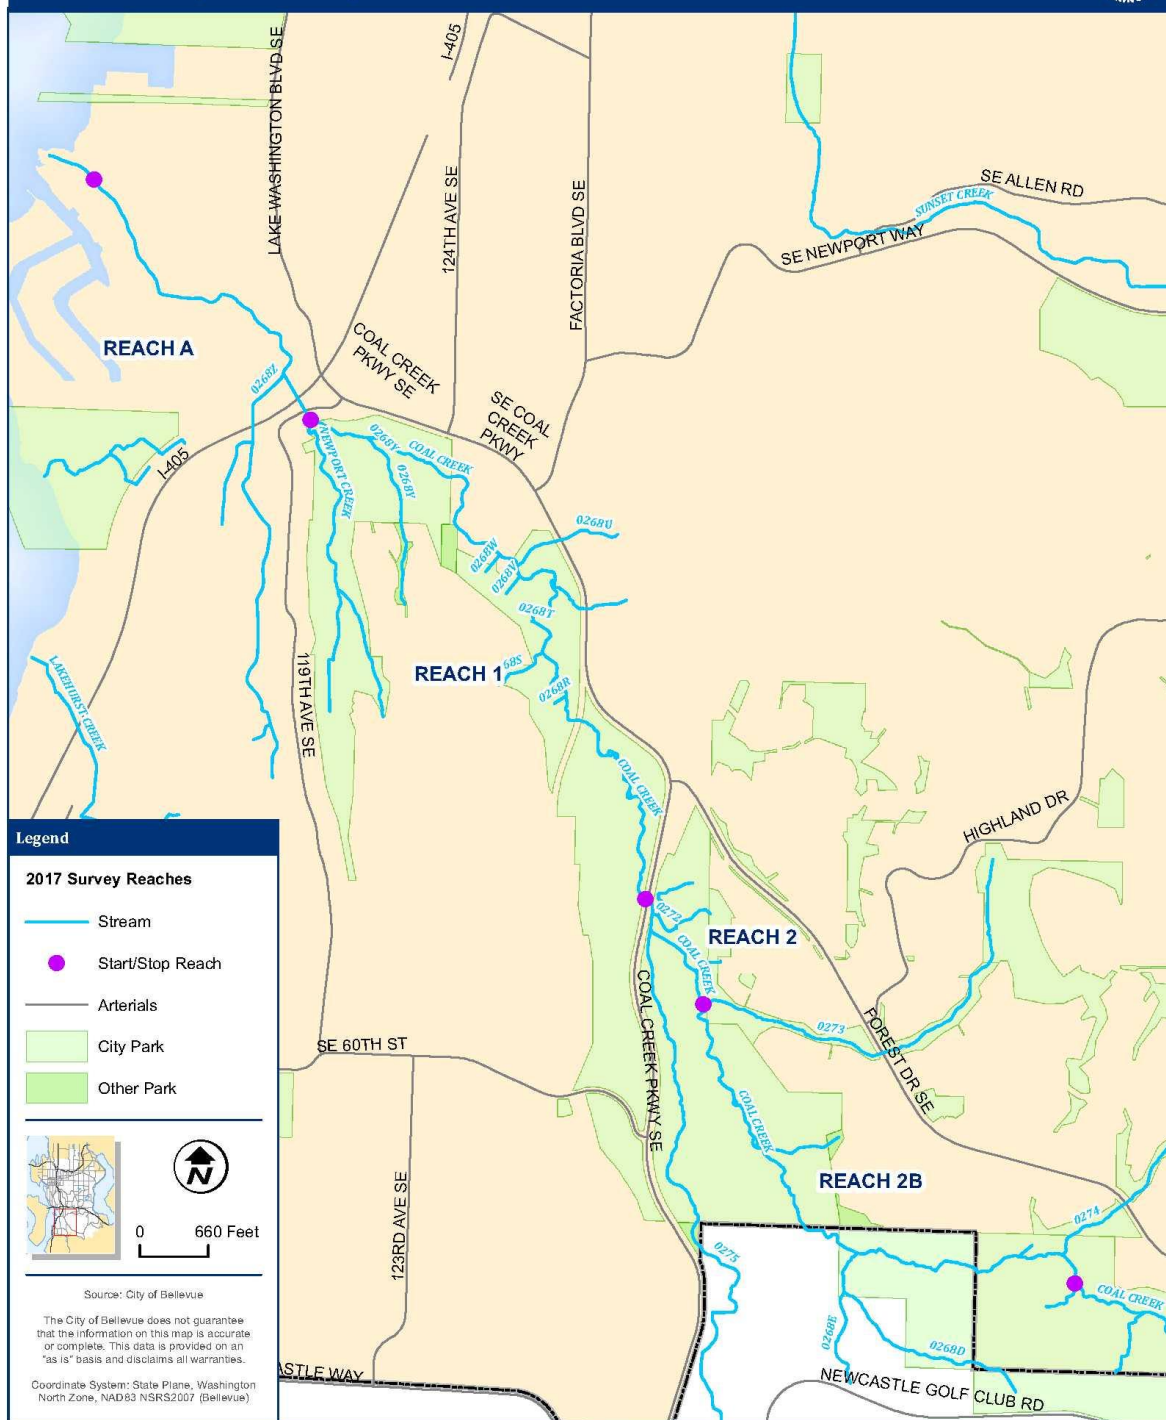 I-405
LAKE WASHINGTON BLVD SE
124TH AVE SE
FACTORIA BLVD SE
SE ALLEN RD
SUNSET CREEK
SE NEWPORT WAY
REACH A
COAL CREEK
PKWY SE
0268Z
SE COAL
CREEK
PKWY
I-405
NEWPORT CREEK
0268Y
COAL CREEK
0268Y
0268U
0268W
0268V
0268T
68S
REACH 1
0268R
LAKEHURST CREEK
119TH AVE SE
COAL CREEK
HIGHLAND DR
0272
REACH 2
COAL CREEK
COAL CREEK PKWY SE
0273
FOREST DR SE
SE 60TH ST
COAL CREEK
REACH 2B
123RD AVE SE
0274
0275
COAL CREEK
0268E
0268D
ASTLE WAY
NEWCASTLE GOLF CLUB RD
Legend
2017 Survey Reaches
Stream
Start/Stop Reach
Arterials
City Park
Other Park
N
0 660 Feet
Source: City of Bellevue
The City of Bellevue does not guarantee
that the information on this map is accurate
or complete. This data is provided on an
"as is" basis and disclaims all warranties.
Coordinate System: State Plane, Washington
North Zone, NAD83 NSRS2007 (Bellevue)